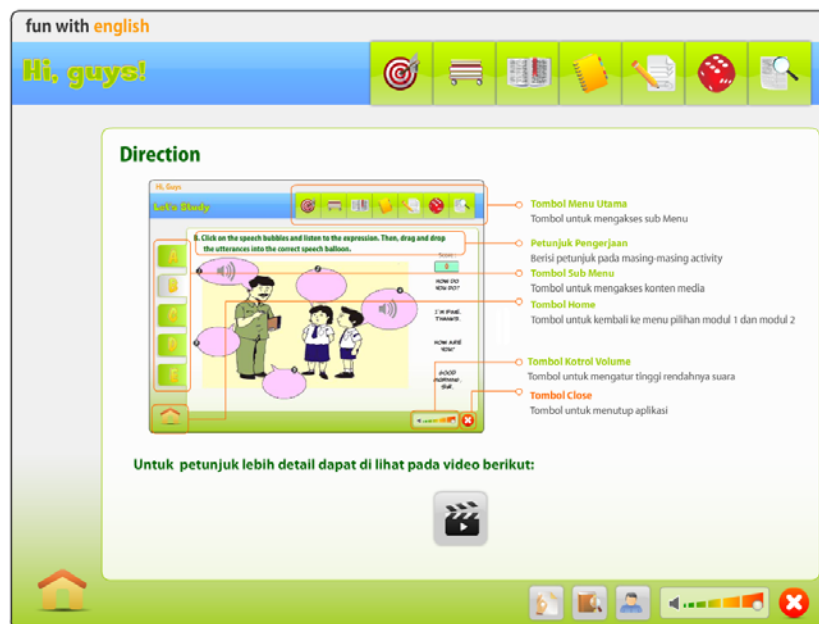 fun with english
Hi, guys!
Direction
Hi, Guys
Let's Study
B. Click on the speech bubbles and listen to the expression. Then, drag and drop
the utterances into the correct speech balloon.
A
B
C
D
E
Score :
0
HOW DO
YOU DO?
I'M FINE,
THANKS.
HOW ARE
YOU?
GOOD
MORNING,
SIR.
Tombol Menu Utama
Tombol untuk mengakses sub Menu
Petunjuk Pengerjaan
Berisi petunjuk pada masing-masing activity
Tombol Sub Menu
Tombol untuk mengakses konten media
Tombol Home
Tombol untuk kembali ke menu pilihan modul 1 dan modul 2
Tombol Kotrol Volume
Tombol untuk mengatur tinggi rendahnya suara
Tombol Close
Tombol untuk menutup aplikasi
Untuk petunjuk lebih detail dapat di lihat pada video berikut: